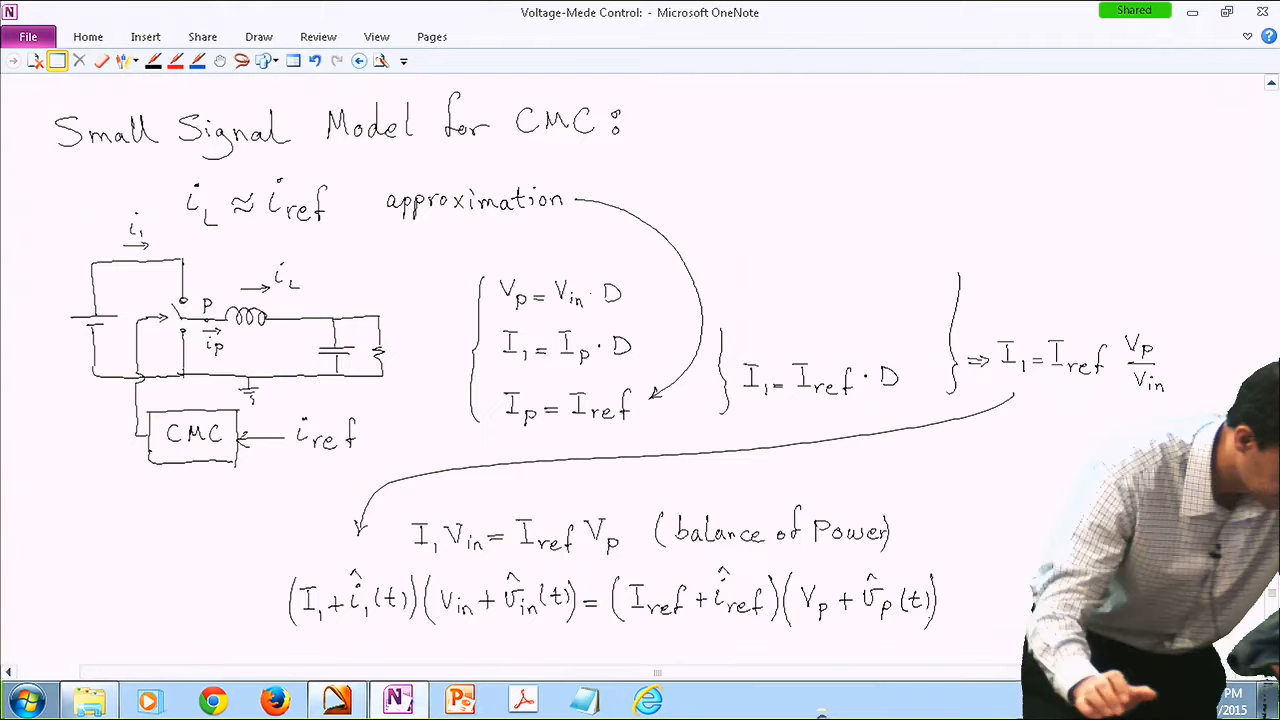 Voltage-Mede Control: - Microsoft OneNote
Shared
File Home Insert Share Draw Review View Pages
Small Signal Model for CMC:
i_L ≈ i_ref approximation
i_1
i_L
P
i_p
CMC
i_ref
V_p = V_in · D
I_1 = I_p · D
I_p = I_ref
I_1 = I_ref · D
⇒ I_1 = I_ref V_p / V_in
I_1 V_in = I_ref V_p (balance of Power)
(I_1 + î_1(t)) (V_in + v̂_in(t)) = (I_ref + î_ref) (V_p + v̂_p(t))
PM
/2015